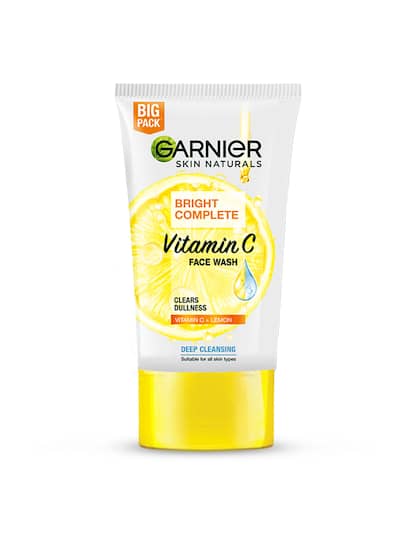 BIG
PACK
GARNIER
SKIN NATURALS
BRIGHT
COMPLETE
Vitamin C
FACE WASH
CLEARS
DULLNESS
VITAMIN C + LEMON
DEEP CLEANSING
Suitable for all skin types